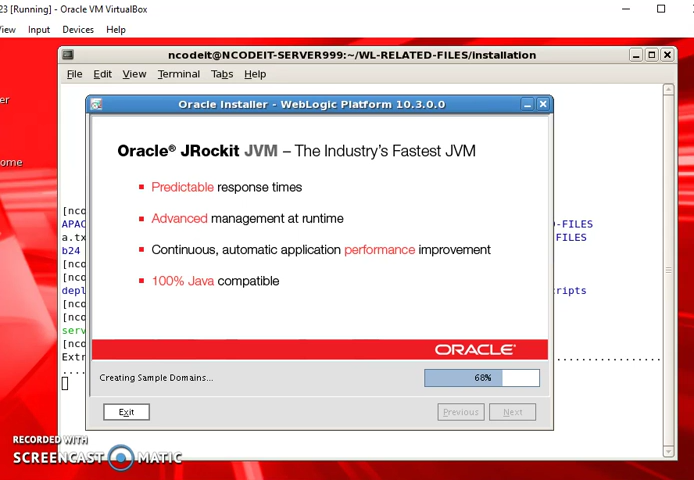 23 [Running] - Oracle VM VirtualBox
View Input Devices Help
ncodeit@NCODEIT-SERVER999:~/WL-RELATED-FILES/installation
File Edit View Terminal Tabs Help
Oracle Installer - WebLogic Platform 10.3.0.0
Oracle® JRockit JVM – The Industry's Fastest JVM
Predictable response times
Advanced management at runtime
Continuous, automatic application performance improvement
100% Java compatible
ORACLE
Creating Sample Domains...
68%
Exit
Previous
Next
[nco
APAC
D-FILES
a.tx
FILES
b24
[nco
[nco
depl
cripts
[nco
[nco
serv
[nco
Extr
er
ome
RECORDED WITH
SCREENCAST MATIC